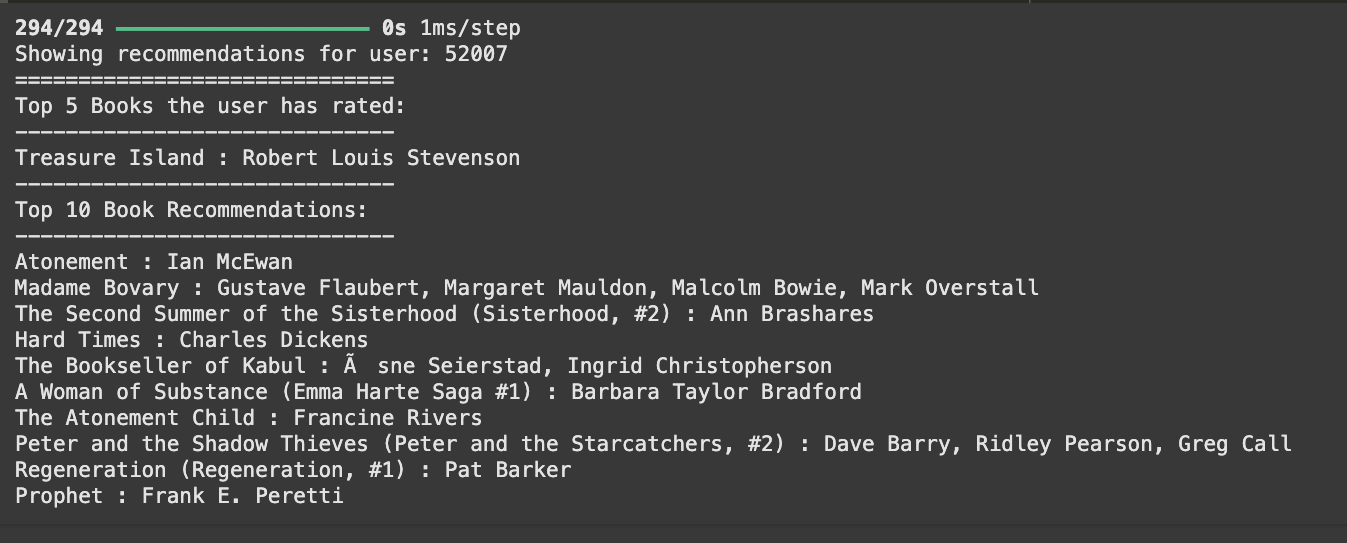 294/294 ━━━━━━━━━━━━━━━━━━━━ 0s 1ms/step
Showing recommendations for user: 52007
==============================
Top 5 Books the user has rated:
------------------------------
Treasure Island : Robert Louis Stevenson
------------------------------
Top 10 Book Recommendations:
------------------------------
Atonement : Ian McEwan
Madame Bovary : Gustave Flaubert, Margaret Mauldon, Malcolm Bowie, Mark Overstall
The Second Summer of the Sisterhood (Sisterhood, #2) : Ann Brashares
Hard Times : Charles Dickens
The Bookseller of Kabul : Ã  sne Seierstad, Ingrid Christopherson
A Woman of Substance (Emma Harte Saga #1) : Barbara Taylor Bradford
The Atonement Child : Francine Rivers
Peter and the Shadow Thieves (Peter and the Starcatchers, #2) : Dave Barry, Ridley Pearson, Greg Call
Regeneration (Regeneration, #1) : Pat Barker
Prophet : Frank E. Peretti